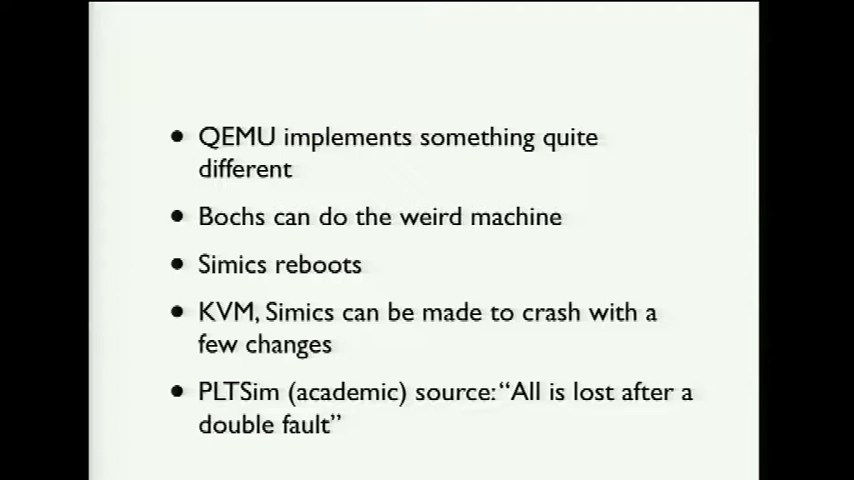 • QEMU implements something quite
different
• Bochs can do the weird machine
• Simics reboots
• KVM, Simics can be made to crash with a
few changes
• PLTSim (academic) source: “All is lost after a
double fault”